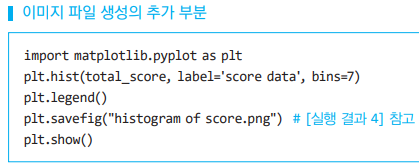 이미지 파일 생성의 추가 부분
import matplotlib.pyplot as plt
plt.hist(total_score, label='score data', bins=7)
plt.legend()
plt.savefig("histogram of score.png") # [실행 결과 4] 참고
plt.show()